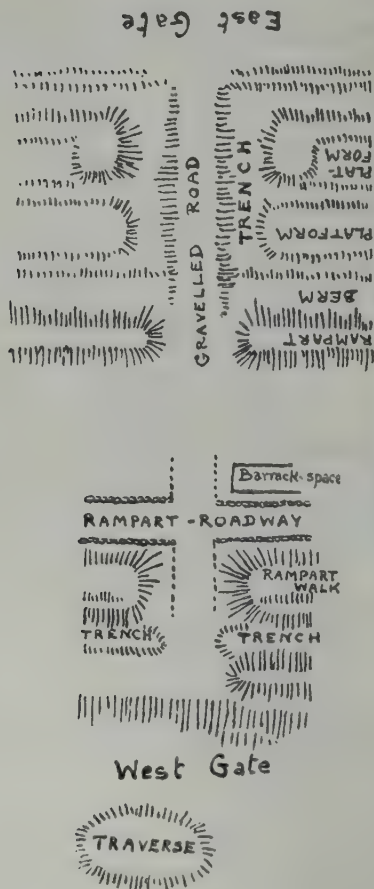 East Gate
PLAT-
FORM
PLATFORM
BERM
RAMPART
TRENCH
GRAVELLED ROAD
Barrack-space
RAMPART-ROADWAY
RAMPART
WALK
TRENCH
TRENCH
West Gate
TRAVERSE